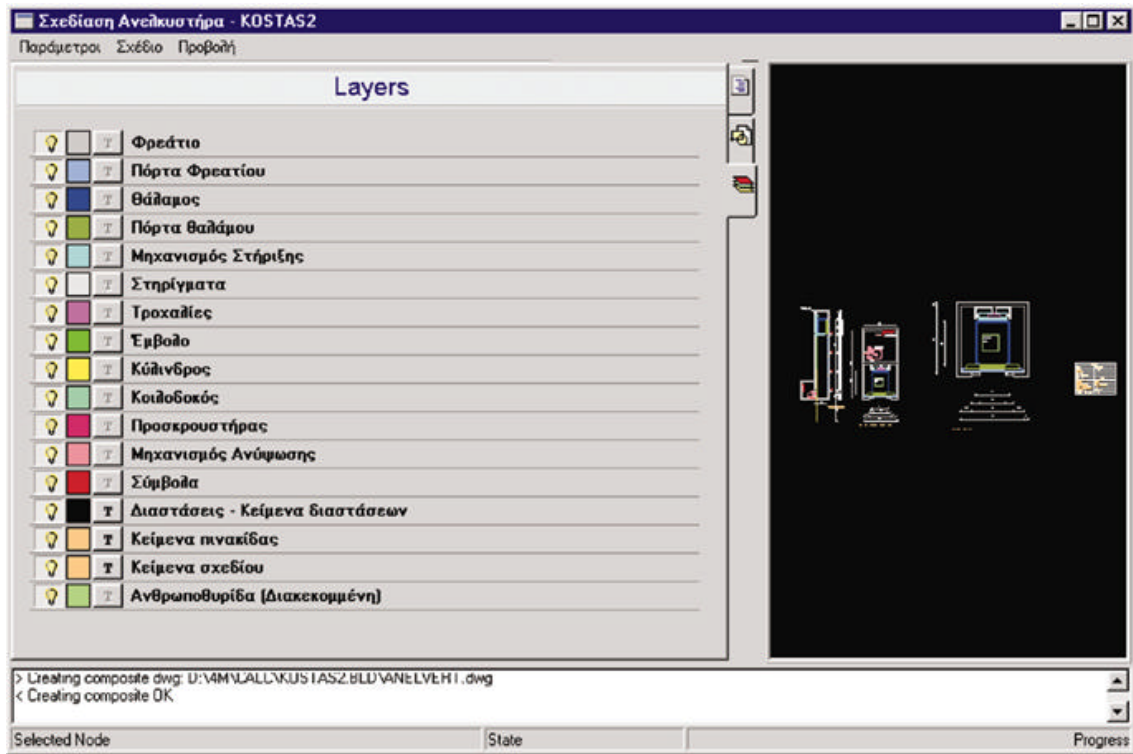 Σχεδίαση Ανελκυστήρα - KOSTAS2
Παράμετροι Σχέδιο Προβολή
Layers
T Φρεάτιο
T Πόρτα Φρεατίου
T Θάλαμος
T Πόρτα θαλάμου
T Μηχανισμός Στήριξης
T Στηρίγματα
T Τροχαλίες
T Έμβολο
T Κύλινδρος
T Κοιλοδοκός
T Προσκρουστήρας
T Μηχανισμός Ανύψωσης
T Σύμβολα
T Διαστάσεις - Κείμενα διαστάσεων
T Κείμενα πινακίδας
T Κείμενα σχεδίου
T Ανθρωποθυρίδα (Διακεκομμένη)
> Creating composite dwg: D:\4M\CALC\KOSTAS2.BLD\ANELVERT.dwg
< Creating composite OK
Selected Node State Progress